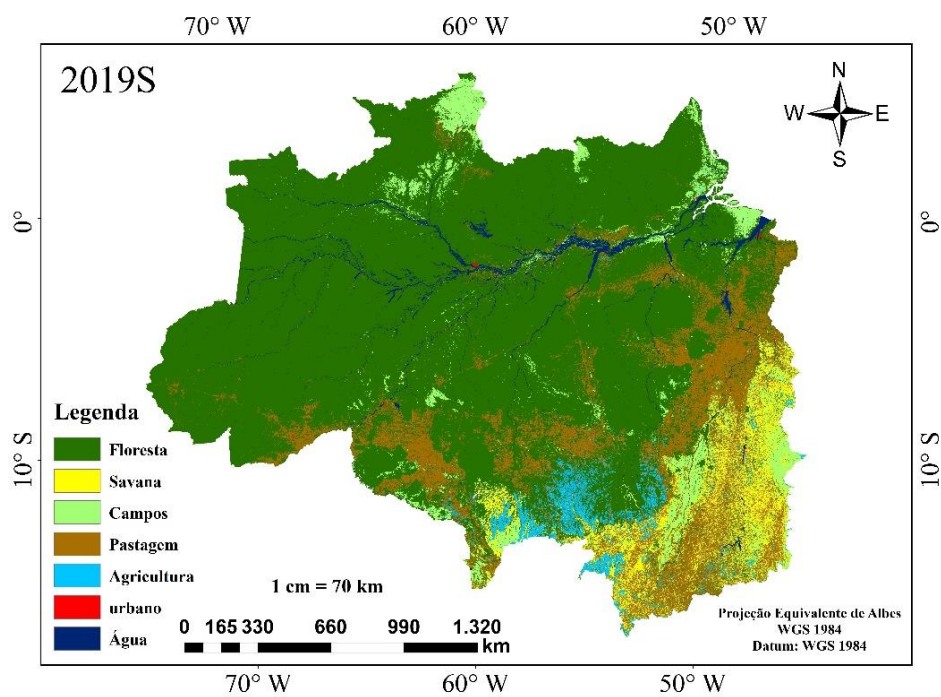 70° W 60° W 50° W
2019S
N
W E
S
0° 0°
10° S 10° S
Legenda
Floresta
Savana
Campos
Pastagem
Agricultura
urbano
Água
1 cm = 70 km
0 165 330 660 990 1.320
km
Projeção Equivalente de Albes
WGS 1984
Datum: WGS 1984
70° W 60° W 50° W